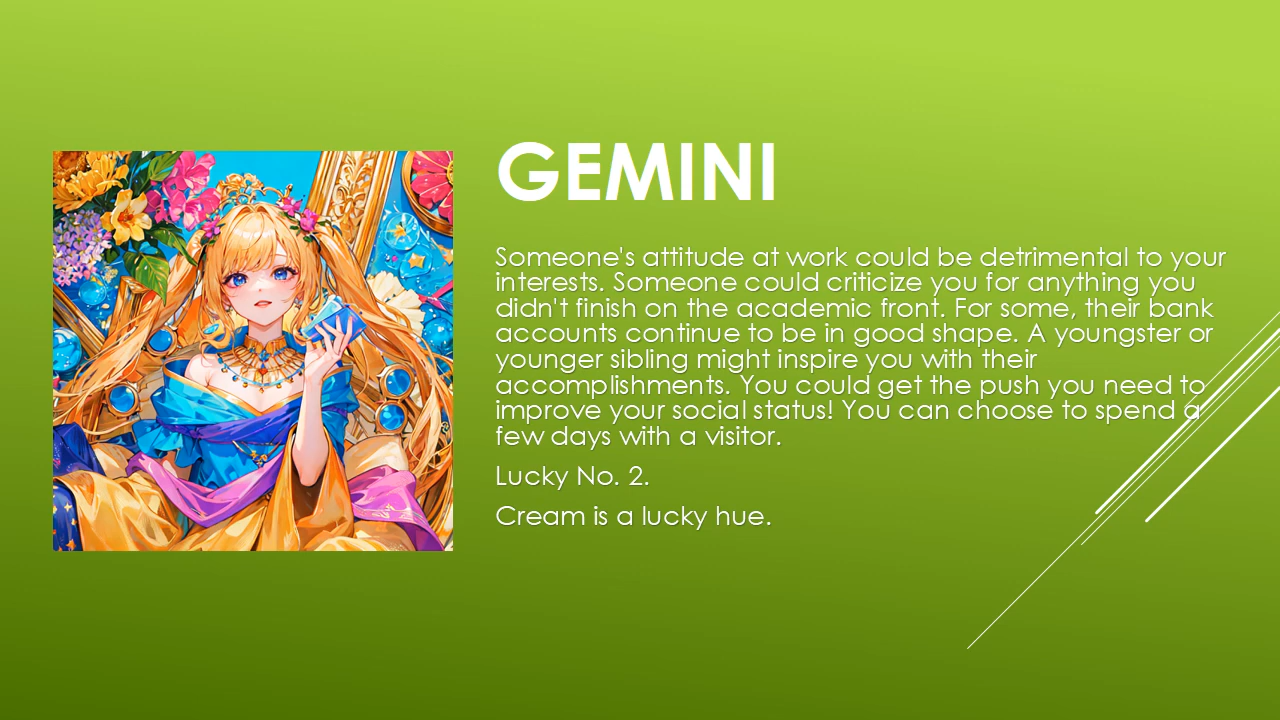 GEMINI
Someone's attitude at work could be detrimental to your
interests. Someone could criticize you for anything you
didn't finish on the academic front. For some, their bank
accounts continue to be in good shape. A youngster or
younger sibling might inspire you with their
accomplishments. You could get the push you need to
improve your social status! You can choose to spend a
few days with a visitor.
Lucky No. 2.
Cream is a lucky hue.